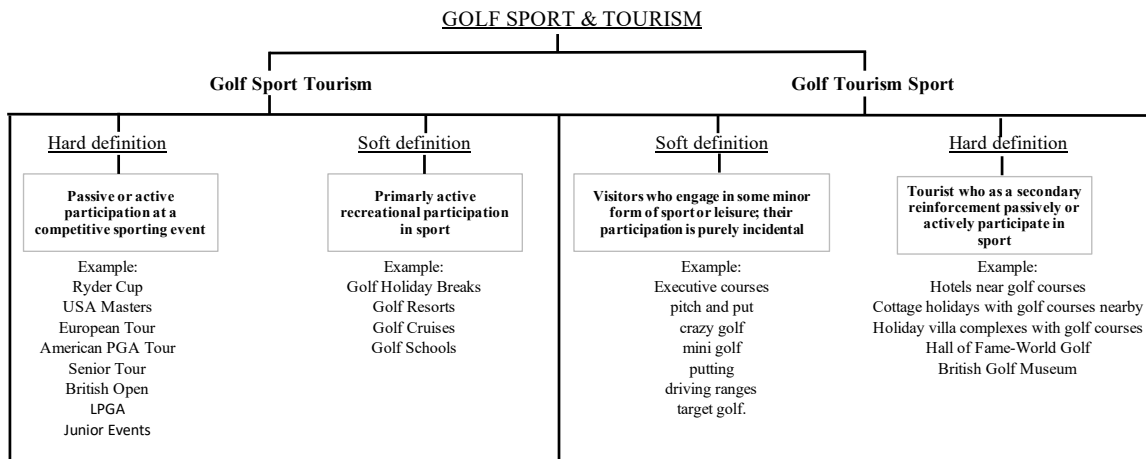 GOLF SPORT & TOURISM
Golf Sport Tourism
Golf Tourism Sport
Hard definition
Passive or active
participation at a
competitive sporting event
Example:
Ryder Cup
USA Masters
European Tour
American PGA Tour
Senior Tour
British Open
LPGA
Junior Events
Soft definition
Primarly active
recreational participation
in sport
Example:
Golf Holiday Breaks
Golf Resorts
Golf Cruises
Golf Schools
Soft definition
Visitors who engage in some minor
form of sport or leisure; their
participation is purely incidental
Example:
Executive courses
pitch and put
crazy golf
mini golf
putting
driving ranges
target golf.
Hard definition
Tourist who as a secondary
reinforcement passively or
actively participate in
sport
Example:
Hotels near golf courses
Cottage holidays with golf courses nearby
Holiday villa complexes with golf courses
Hall of Fame-World Golf
British Golf Museum